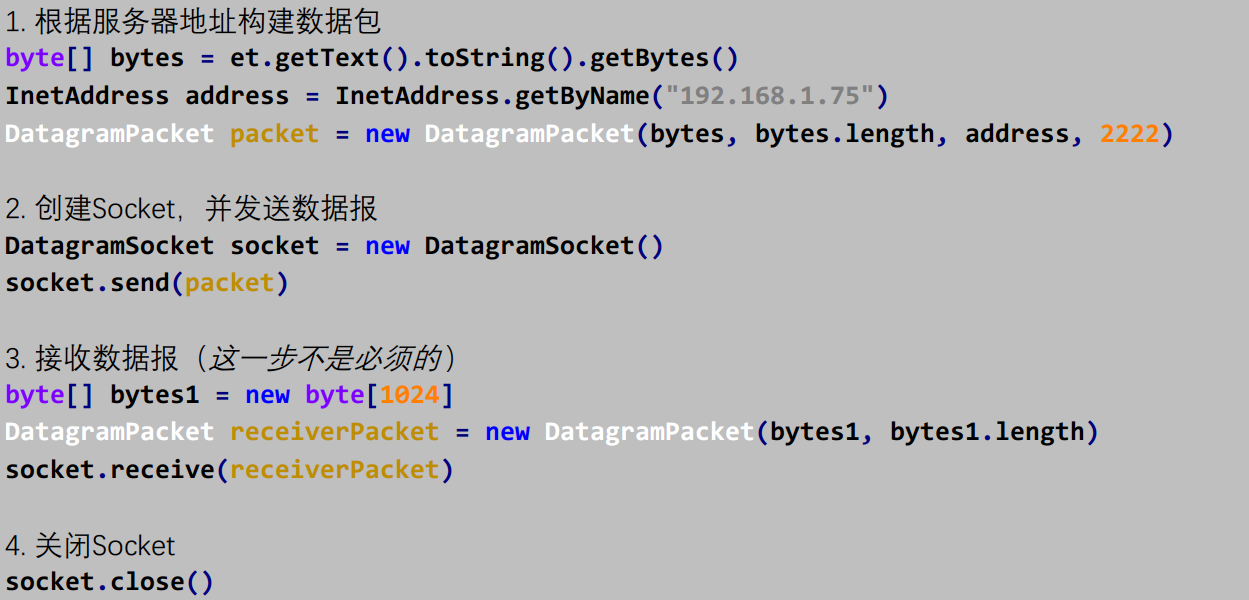 1. 根据服务器地址构建数据包
byte[] bytes = et.getText().toString().getBytes()
InetAddress address = InetAddress.getByName("192.168.1.75")
DatagramPacket packet = new DatagramPacket(bytes, bytes.length, address, 2222)
2. 创建Socket，并发送数据报
DatagramSocket socket = new DatagramSocket()
socket.send(packet)
3. 接收数据报（这一步不是必须的）
byte[] bytes1 = new byte[1024]
DatagramPacket receiverPacket = new DatagramPacket(bytes1, bytes1.length)
socket.receive(receiverPacket)
4. 关闭Socket
socket.close()